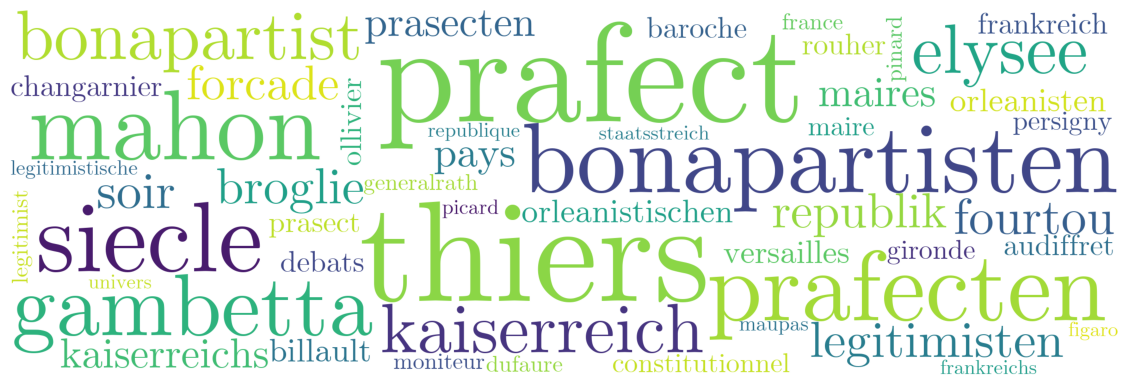 bonapartist
prasecten
baroche
france
frankreich
rouher
pinard
elysee
changarnier
forcade
ollivier
prafect
maires
orleanisten
mahon
republique
staatsstreich
maire
persigny
legitimistische
pays
bonapartisten
soir
broglie
generalrath
legitimist
siecle
prasect
picard
orleanistischen
republik
fourtou
thiers
debats
versailles
gironde
audiffret
univers
gambetta
kaiserreich
prafecten
maupas
legitimisten
figaro
kaiserreichs
billault
moniteur
dufaure
constitutionnel
frankreichs